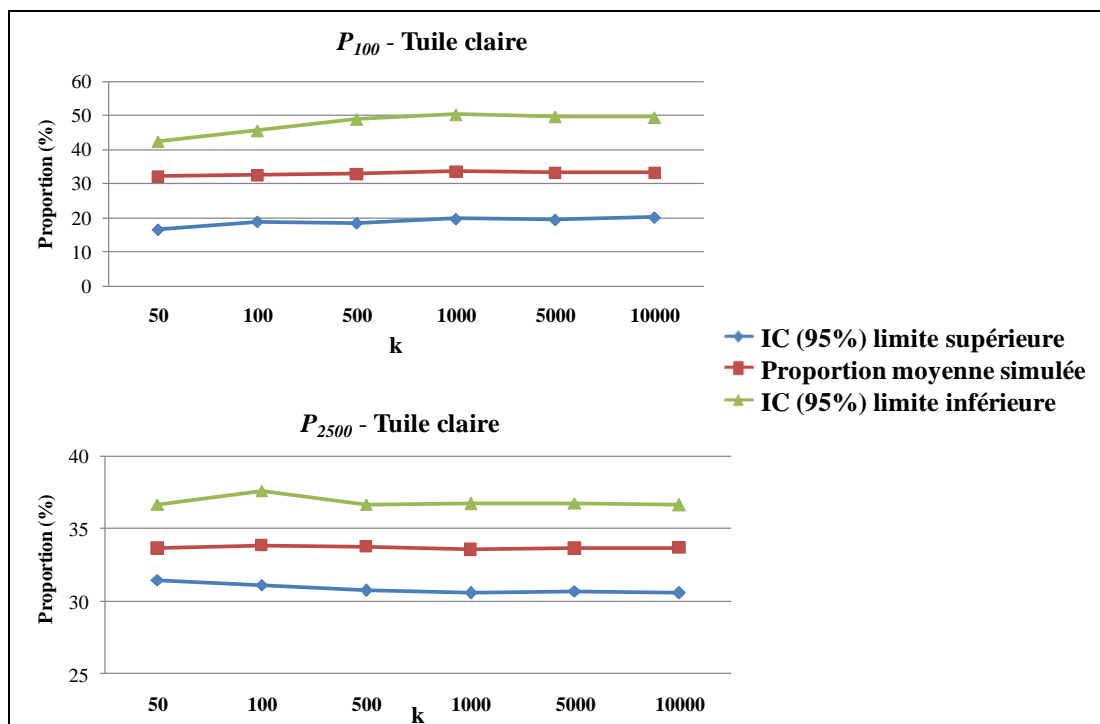 P100 - Tuile claire
Proportion (%)
60
50
40
30
20
10
0
50 100 500 1000 5000 10000
k
IC (95%) limite supérieure
Proportion moyenne simulée
IC (95%) limite inférieure
P2500 - Tuile claire
Proportion (%)
40
35
30
25
50 100 500 1000 5000 10000
k